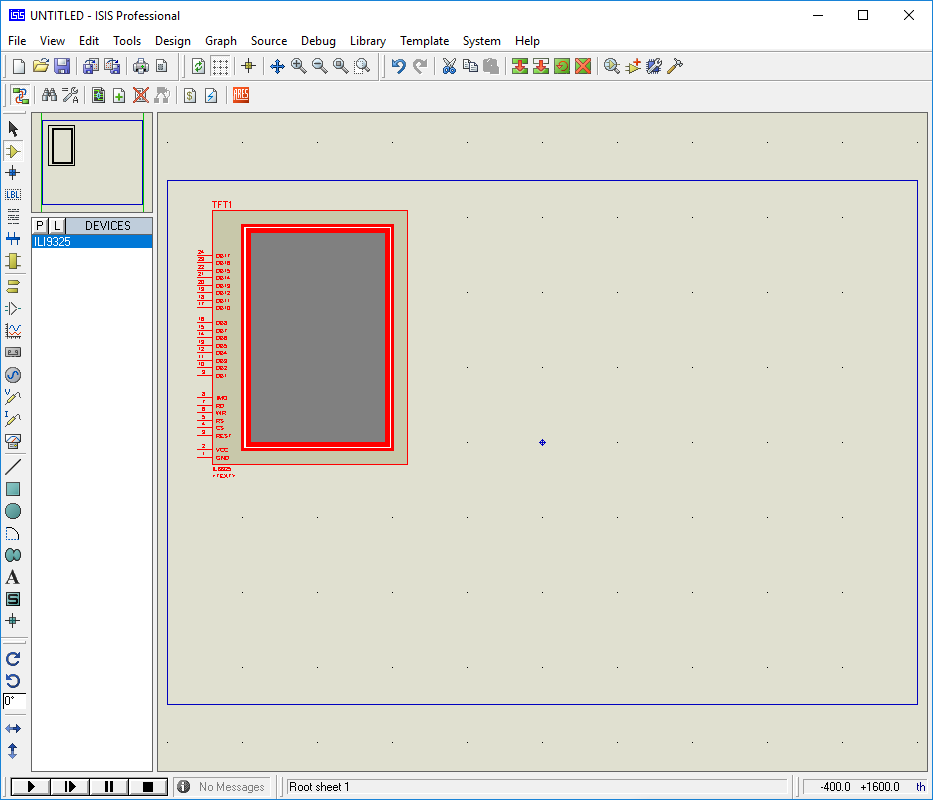 ISIS UNTITLED - ISIS Professional
File View Edit Tools Design Graph Source Debug Library Template System Help
ARES
LBL
P L DEVICES
ILI9325
TFT1
24 DB17
23 DB16
22 DB15
21 DB14
20 DB13
19 DB12
18 DB11
17 DB10
16 DB8
15 DB7
14 DB6
13 DB5
12 DB4
11 DB3
10 DB2
9 DB1
8 IM0
7 RD
6 WR
5 RS
4 CS
3 REST
2 VCC
1 GND
ILI9325
<TEXT>
A
S
0°
No Messages
Root sheet 1
-400.0 +1600.0 th